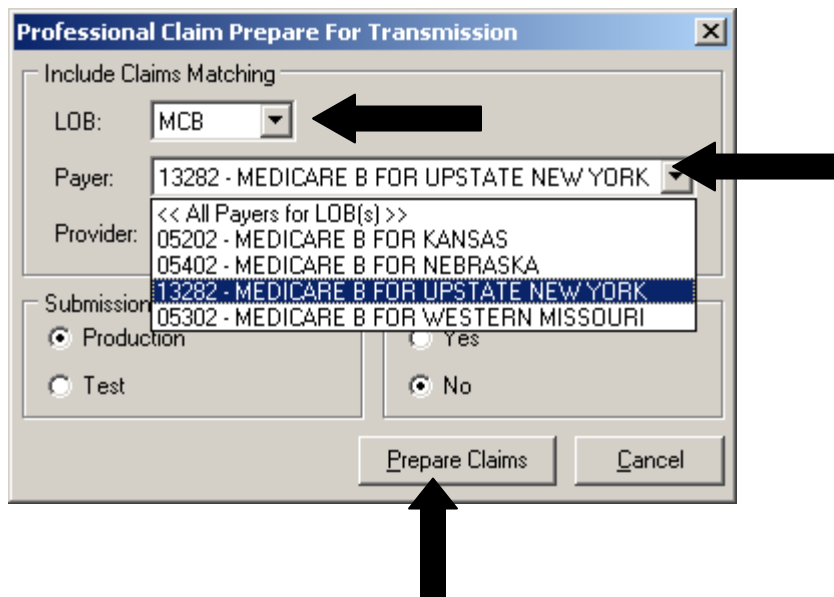 Professional Claim Prepare For Transmission
Include Claims Matching
LOB: MCB
Payer: 13282 - MEDICARE B FOR UPSTATE NEW YORK
<< All Payers for LOB(s) >>
Provider: 05202 - MEDICARE B FOR KANSAS
05402 - MEDICARE B FOR NEBRASKA
13282 - MEDICARE B FOR UPSTATE NEW YORK
Submission 05302 - MEDICARE B FOR WESTERN MISSOURI
Production Yes
Test No
Prepare Claims Cancel